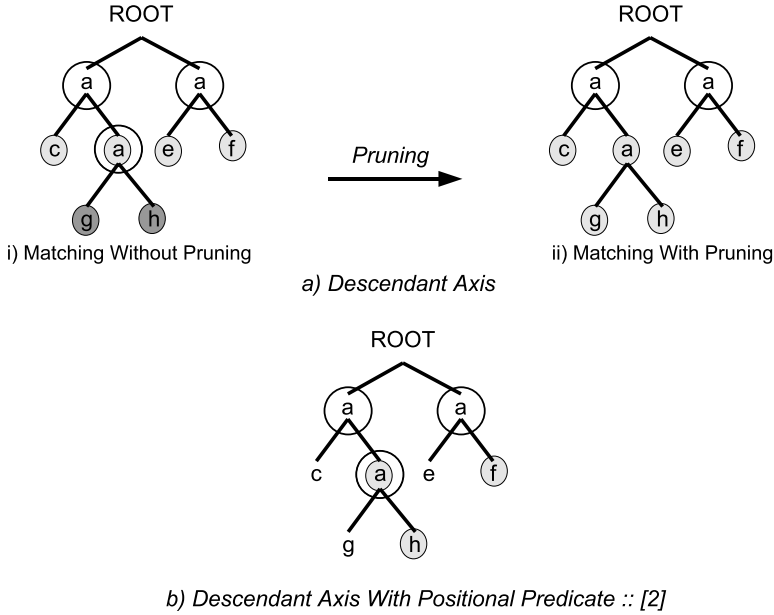 ROOT ROOT
a a a a
c a e f c a e f
Pruning
g h g h
i) Matching Without Pruning ii) Matching With Pruning
a) Descendant Axis
ROOT
a a
c a e f
g h
b) Descendant Axis With Positional Predicate :: [2]